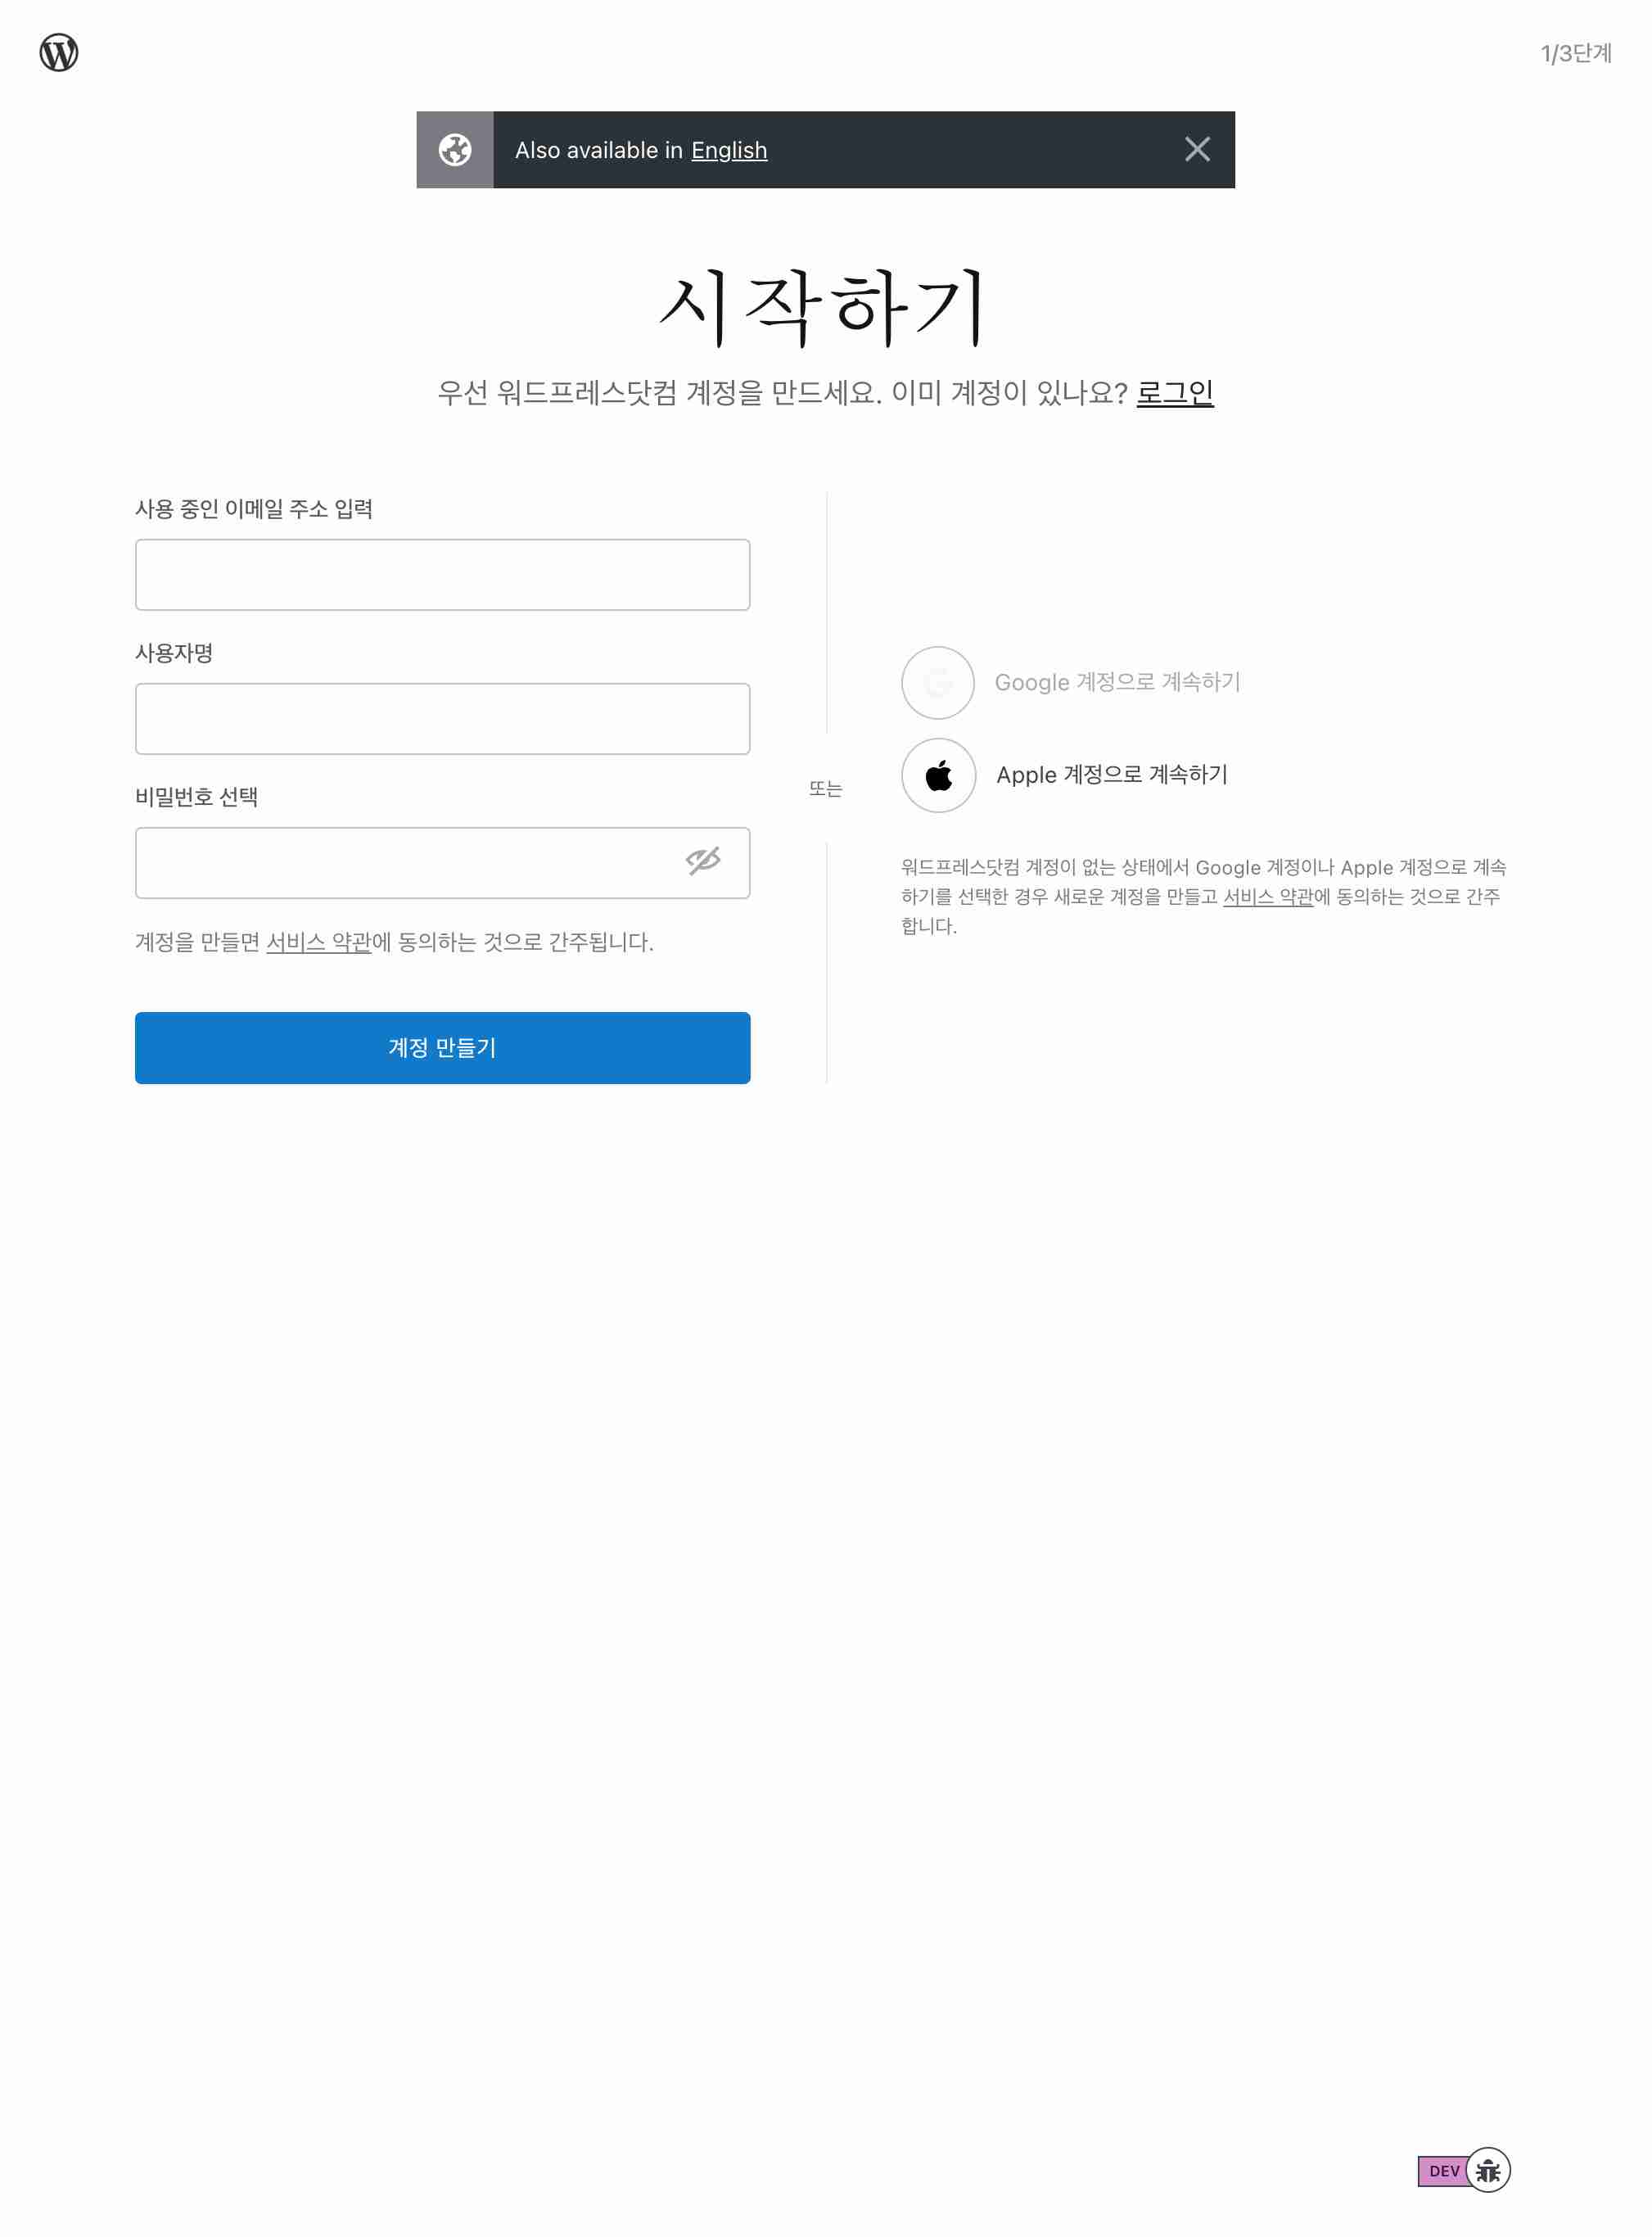 1/3단계
Also available in English
시작하기
우선 워드프레스닷컴 계정을 만드세요. 이미 계정이 있나요? 로그인
사용 중인 이메일 주소 입력
사용자명
비밀번호 선택
계정을 만들면 서비스 약관에 동의하는 것으로 간주됩니다.
계정 만들기
또는
Google 계정으로 계속하기
Apple 계정으로 계속하기
워드프레스닷컴 계정이 없는 상태에서 Google 계정이나 Apple 계정으로 계속
하기를 선택한 경우 새로운 계정을 만들고 서비스 약관에 동의하는 것으로 간주
합니다.
DEV